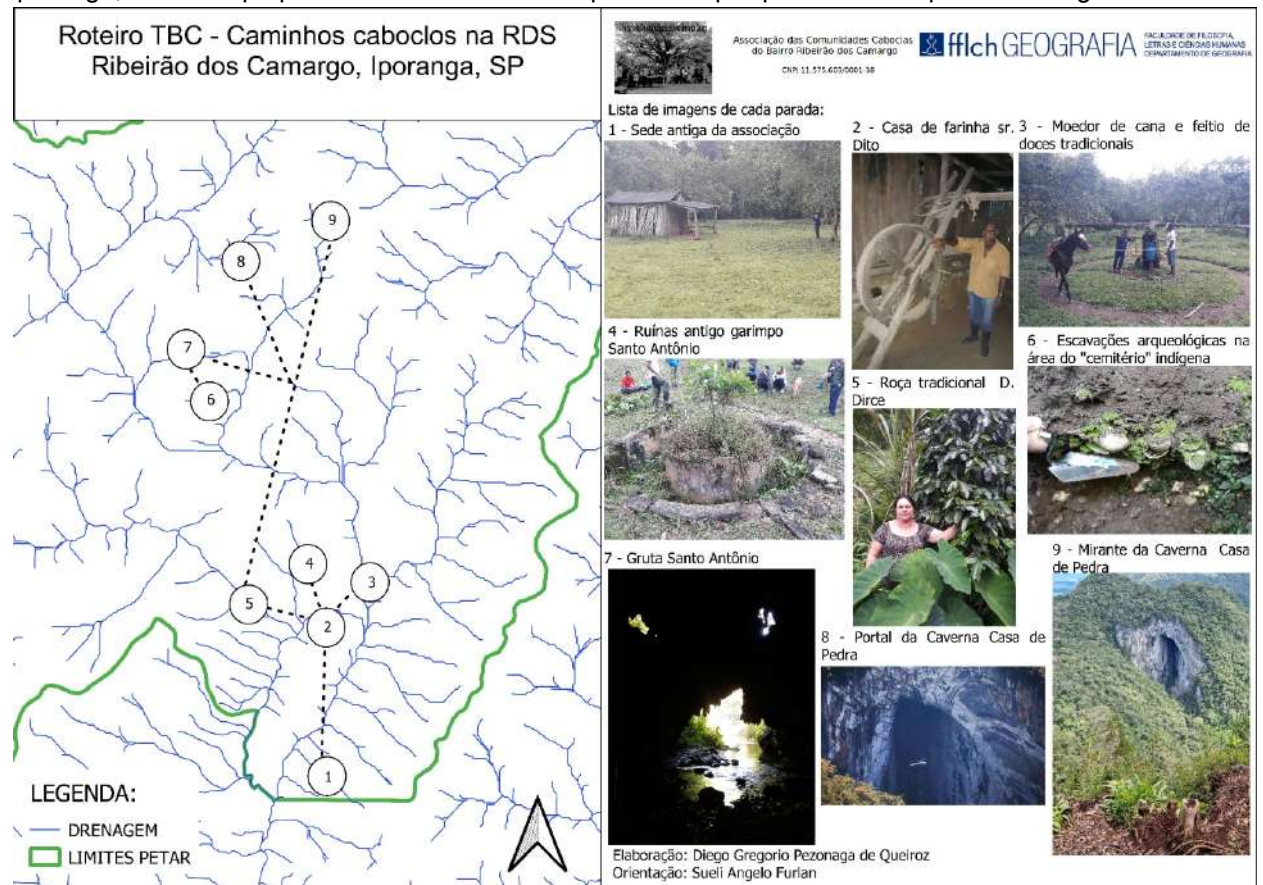 Roteiro TBC - Caminhos caboclos na RDS
Ribeirão dos Camargo, Iporanga, SP
9
8
7
6
4
3
5
2
1
LEGENDA:
DRENAGEM
LIMITES PETAR
Associação das Comunidades Caboclas
do Bairro Ribeirão dos Camargo
CNPJ 11.575.603/0001-38
fflch GEOGRAFIA
FACULDADE DE FILOSOFIA,
LETRAS E CIÊNCIAS HUMANAS
DEPARTAMENTO DE GEOGRAFIA
Lista de imagens de cada parada:
1 - Sede antiga da associação
2 - Casa de farinha sr.
Dito
3 - Moedor de cana e feitio de
doces tradicionais
4 - Ruínas antigo garimpo
Santo Antônio
5 - Roça tradicional D.
Dirce
6 - Escavações arqueológicas na
área do "cemitério" indígena
7 - Gruta Santo Antônio
8 - Portal da Caverna Casa de
Pedra
9 - Mirante da Caverna Casa
de Pedra
Elaboração: Diego Gregorio Pezonaga de Queiroz
Orientação: Sueli Angelo Furlan